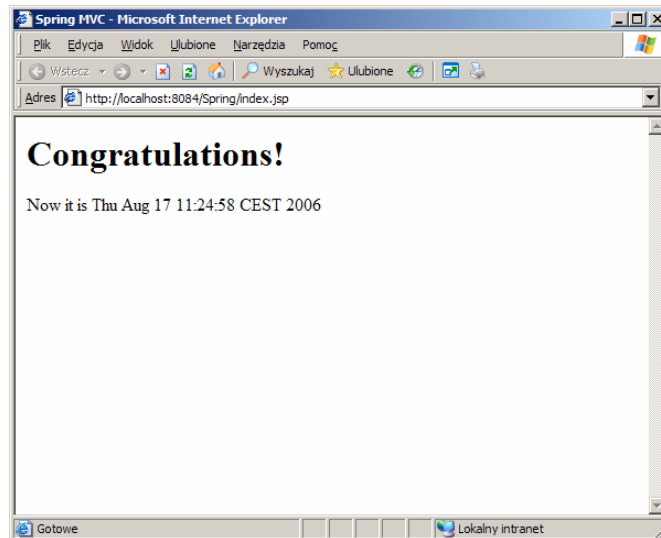 Spring MVC - Microsoft Internet Explorer
Plik Edycja Widok Ulubione Narzędzia Pomoc
Wstecz Wyszukaj Ulubione
Adres http://localhost:8084/Spring/index.jsp
Congratulations!
Now it is Thu Aug 17 11:24:58 CEST 2006
Gotowe Lokalny intranet